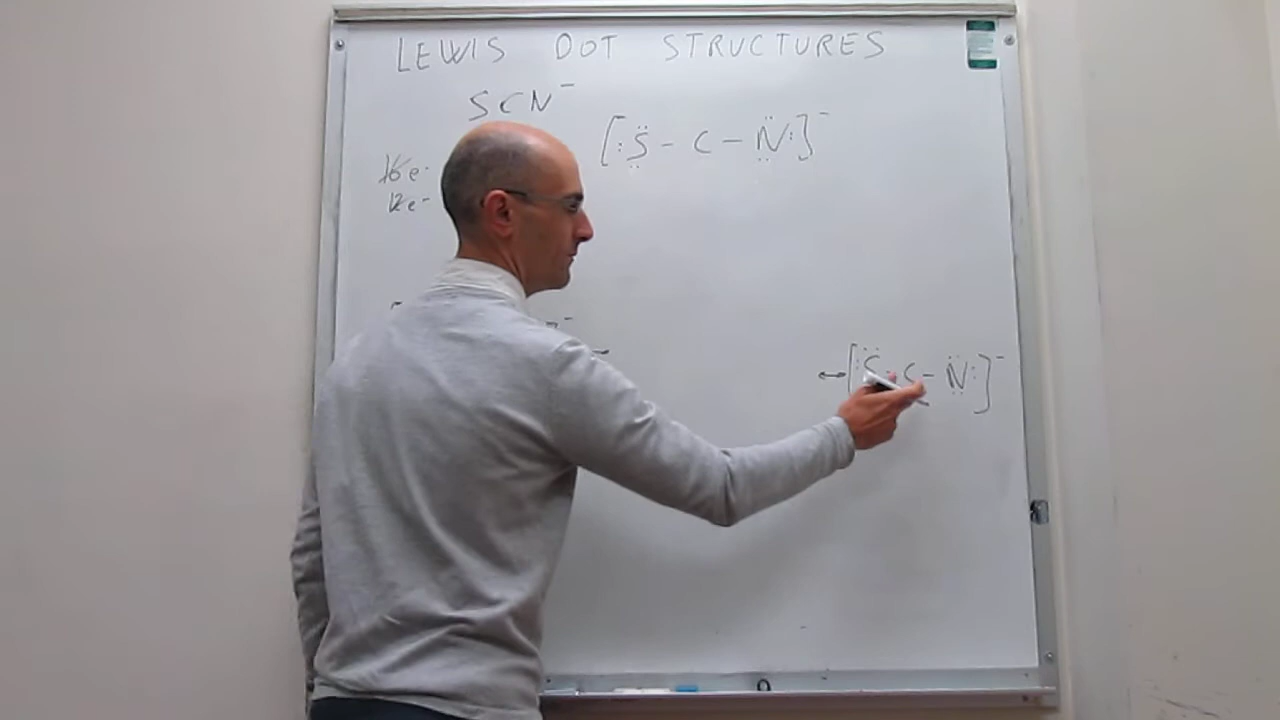 LEWIS DOT STRUCTURES
SCN⁻
[:S̤̈ – C – N̤̈:]⁻
16e⁻
12e⁻
↔ [:S̈ – C – N̤̈:]⁻